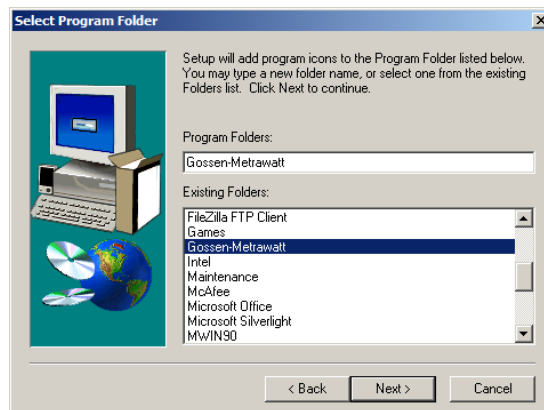 Select Program Folder
Setup will add program icons to the Program Folder listed below.
You may type a new folder name, or select one from the existing
Folders list. Click Next to continue.
Program Folders:
Gossen-Metrawatt
Existing Folders:
FileZilla FTP Client
Games
Gossen-Metrawatt
Intel
Maintenance
McAfee
Microsoft Office
Microsoft Silverlight
MWIN90
< Back
Next >
Cancel